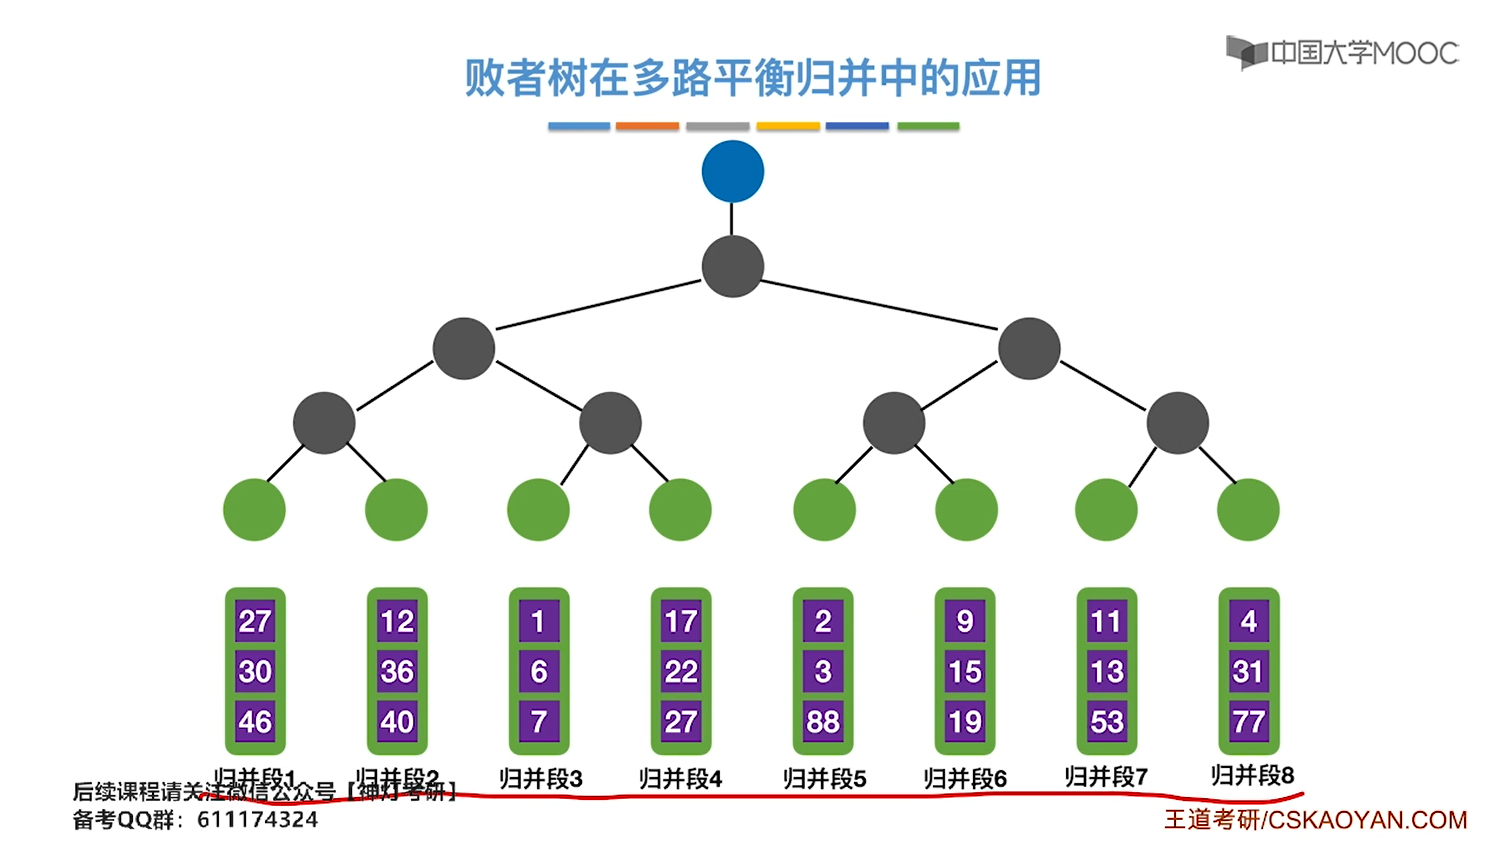 中国大学MOOC
败者树在多路平衡归并中的应用
27 12 1 17 2 9 11 4
30 36 6 22 3 15 13 31
46 40 7 27 88 19 53 77
归并段1 归并段2 归并段3 归并段4 归并段5 归并段6 归并段7 归并段8
后续课程请关注微信公众号【神灯考研】
备考QQ群：611174324
王道考研/CSKAOYAN.COM